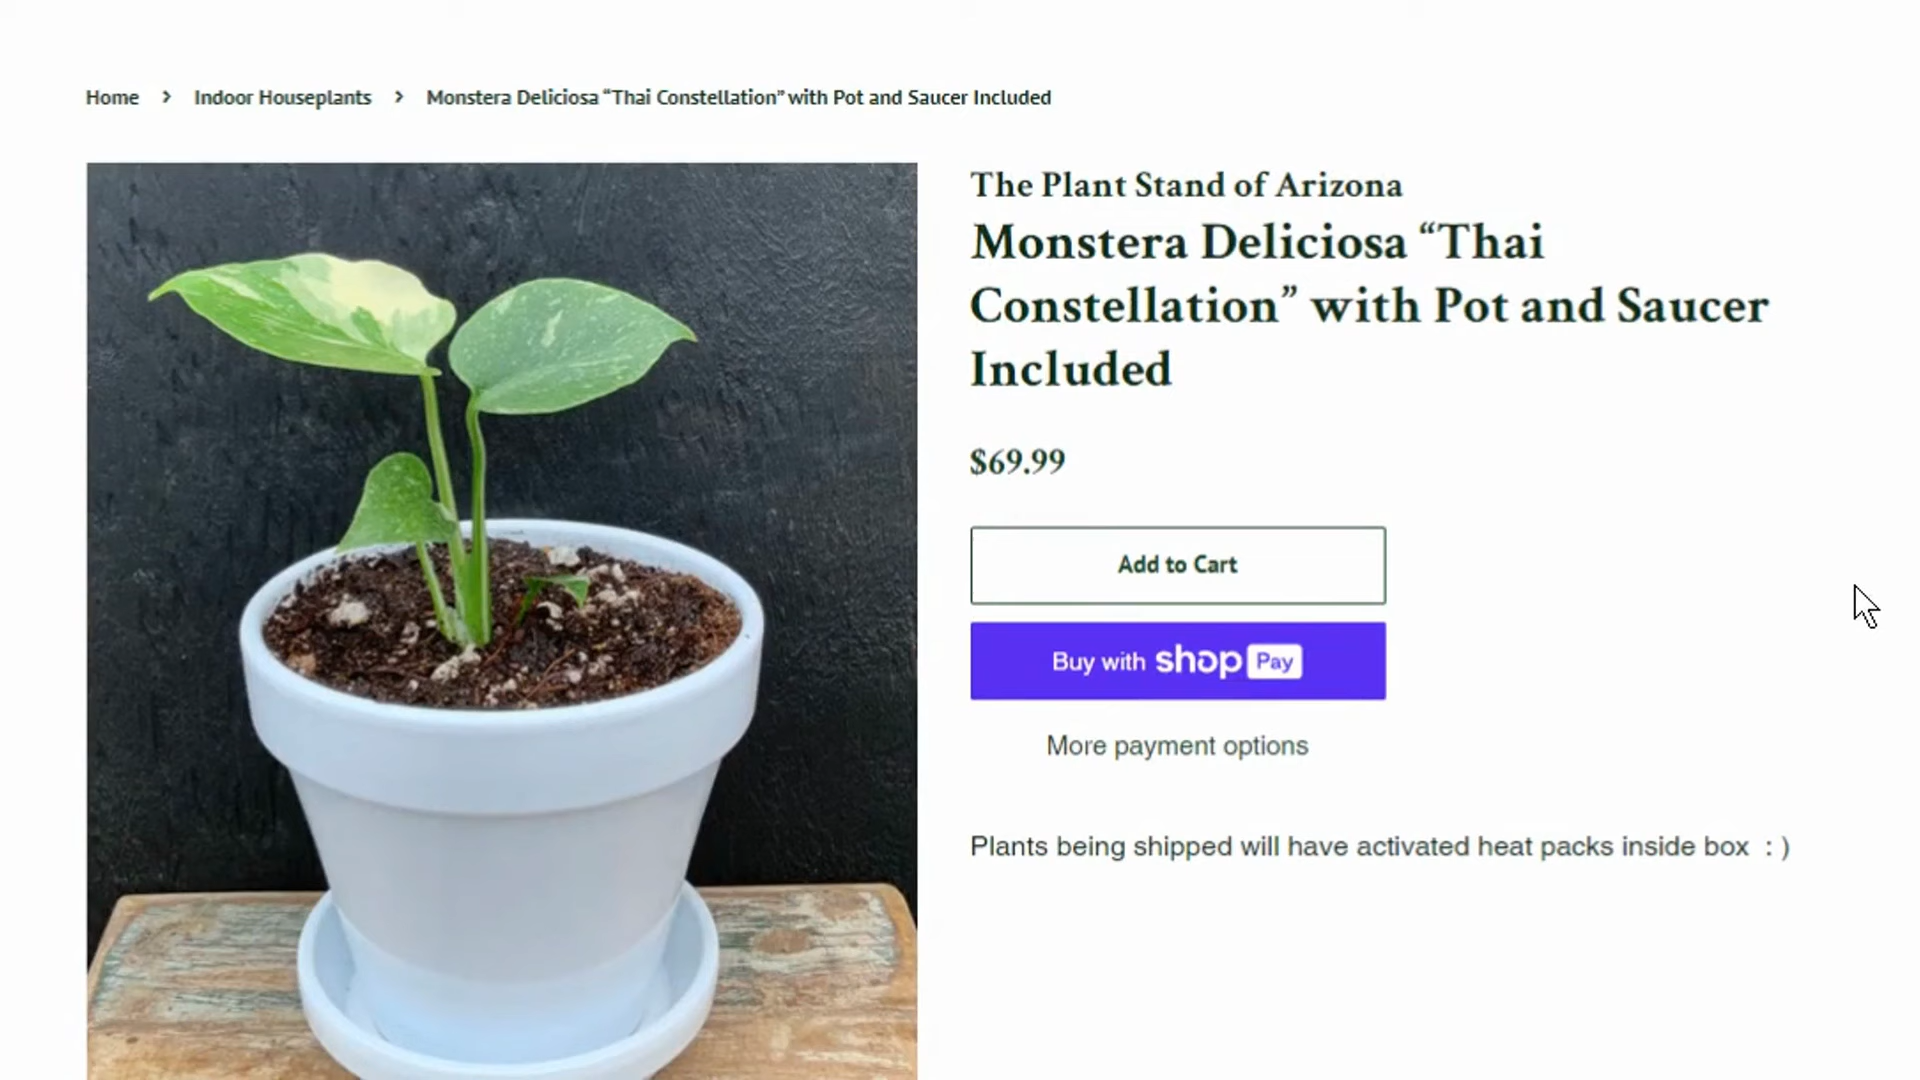 Home > Indoor Houseplants > Monstera Deliciosa “Thai Constellation” with Pot and Saucer Included
The Plant Stand of Arizona
Monstera Deliciosa “Thai
Constellation” with Pot and Saucer
Included
$69.99
Add to Cart
Buy with shop Pay
More payment options
Plants being shipped will have activated heat packs inside box : )